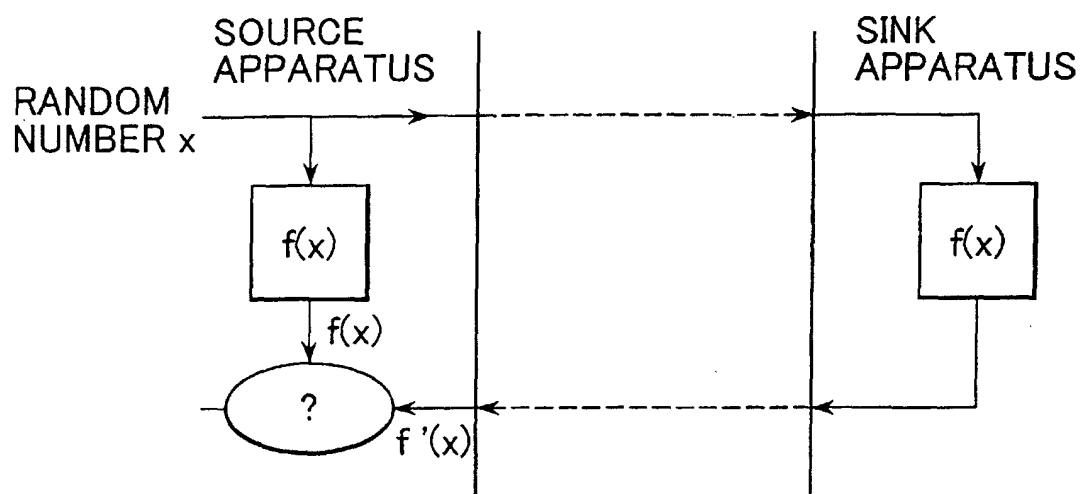 SOURCE
APPARATUS
SINK
APPARATUS
RANDOM
NUMBER x
f(x)
f(x)
f(x)
?
f'(x)